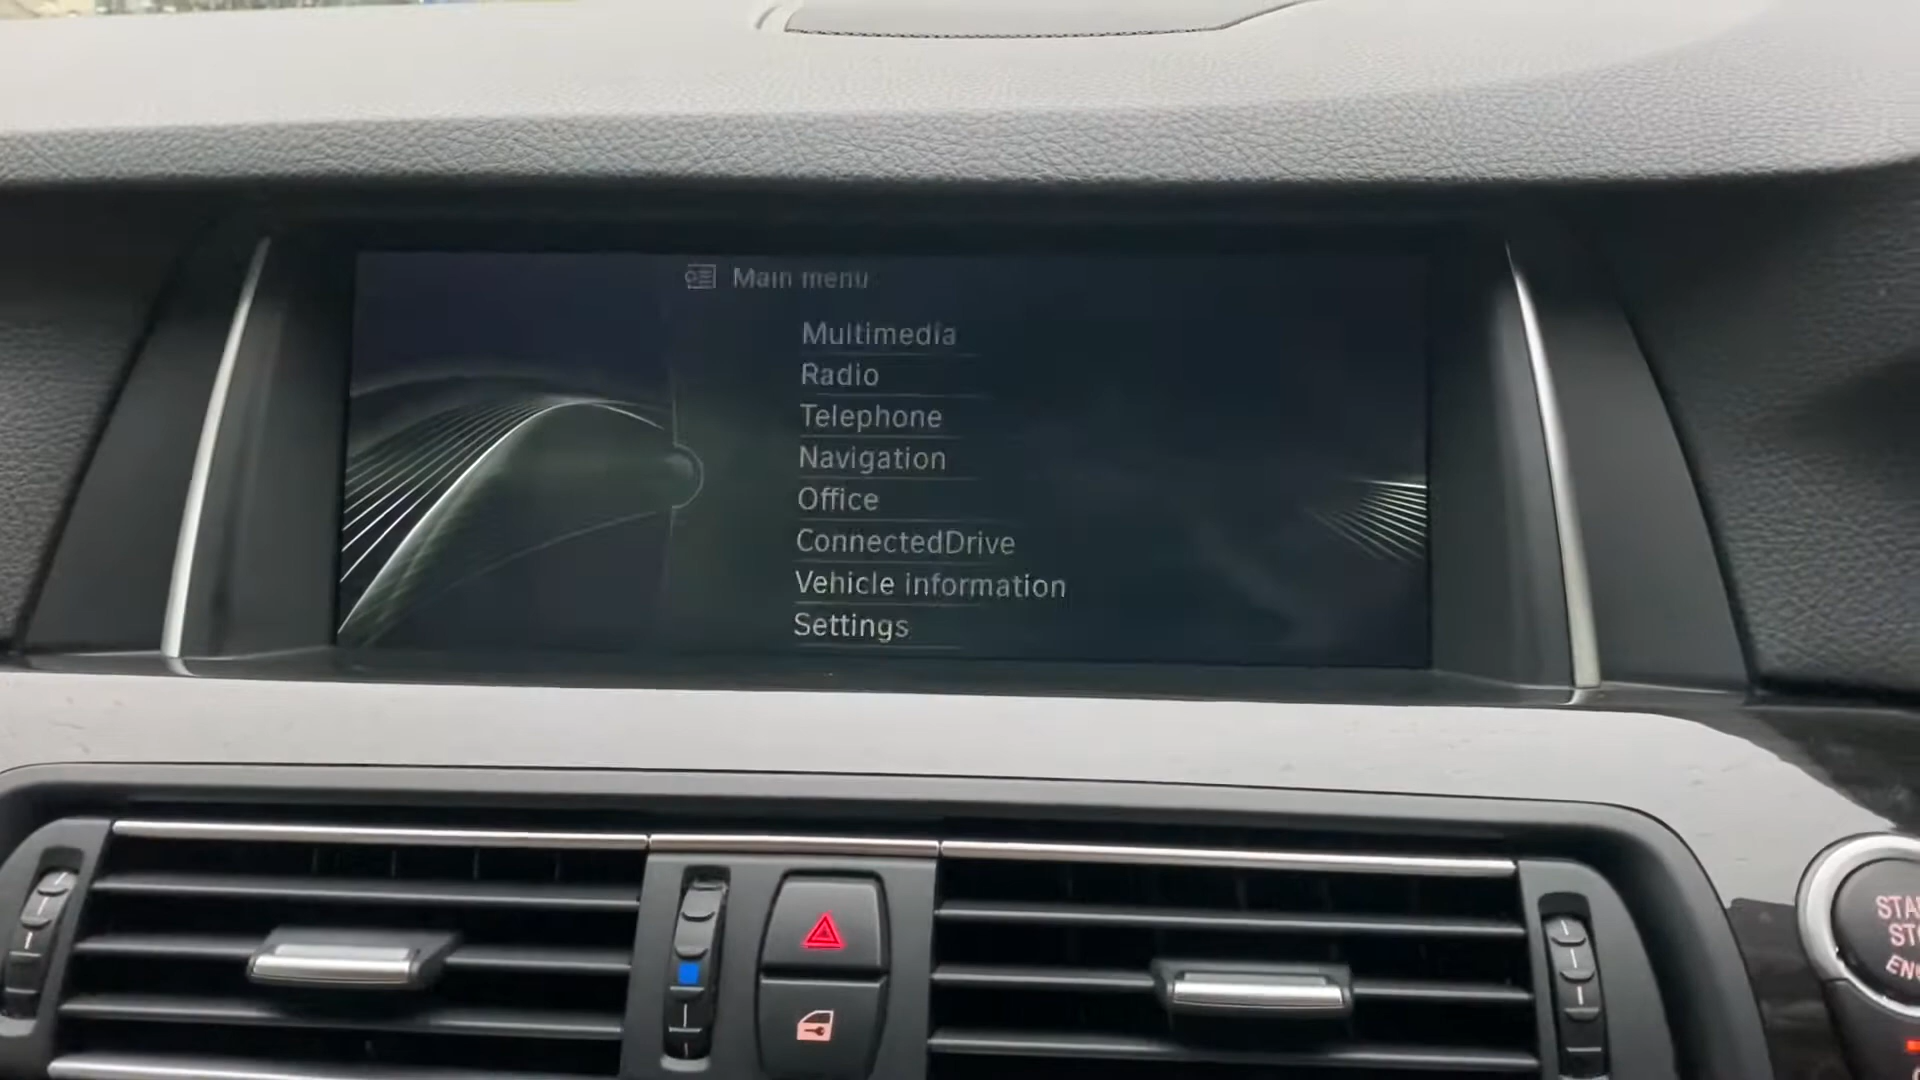 Main menu
Multimedia
Radio
Telephone
Navigation
Office
ConnectedDrive
Vehicle information
Settings